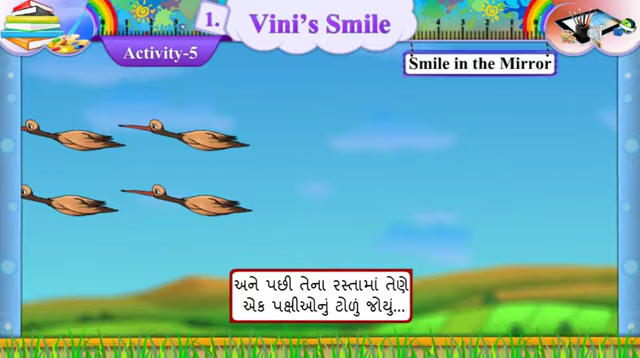 1. Vini's Smile
Activity-5
Smile in the Mirror
અને પછી તેના રસ્તામાં તેણે
એક પક્ષીઓનું ટોળું જોયું...